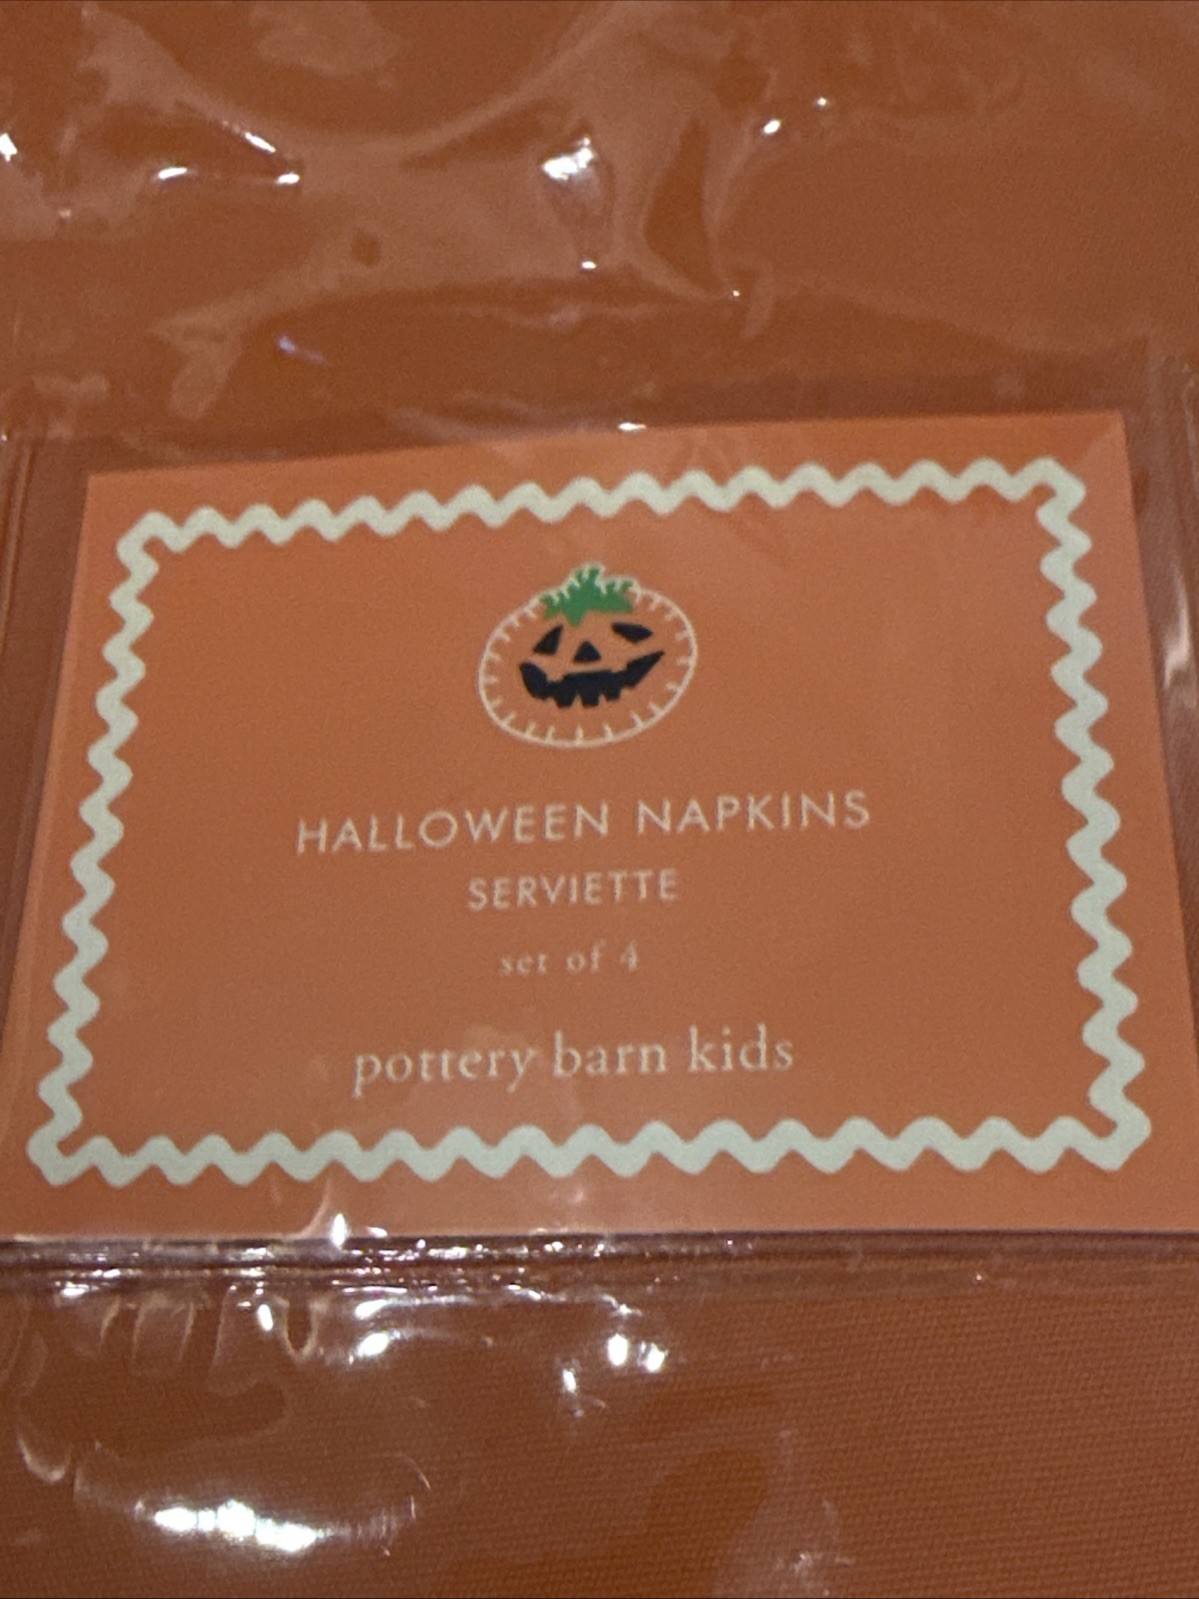 HALLOWEEN NAPKINS
SERVIETTE
set of 4
pottery barn kids